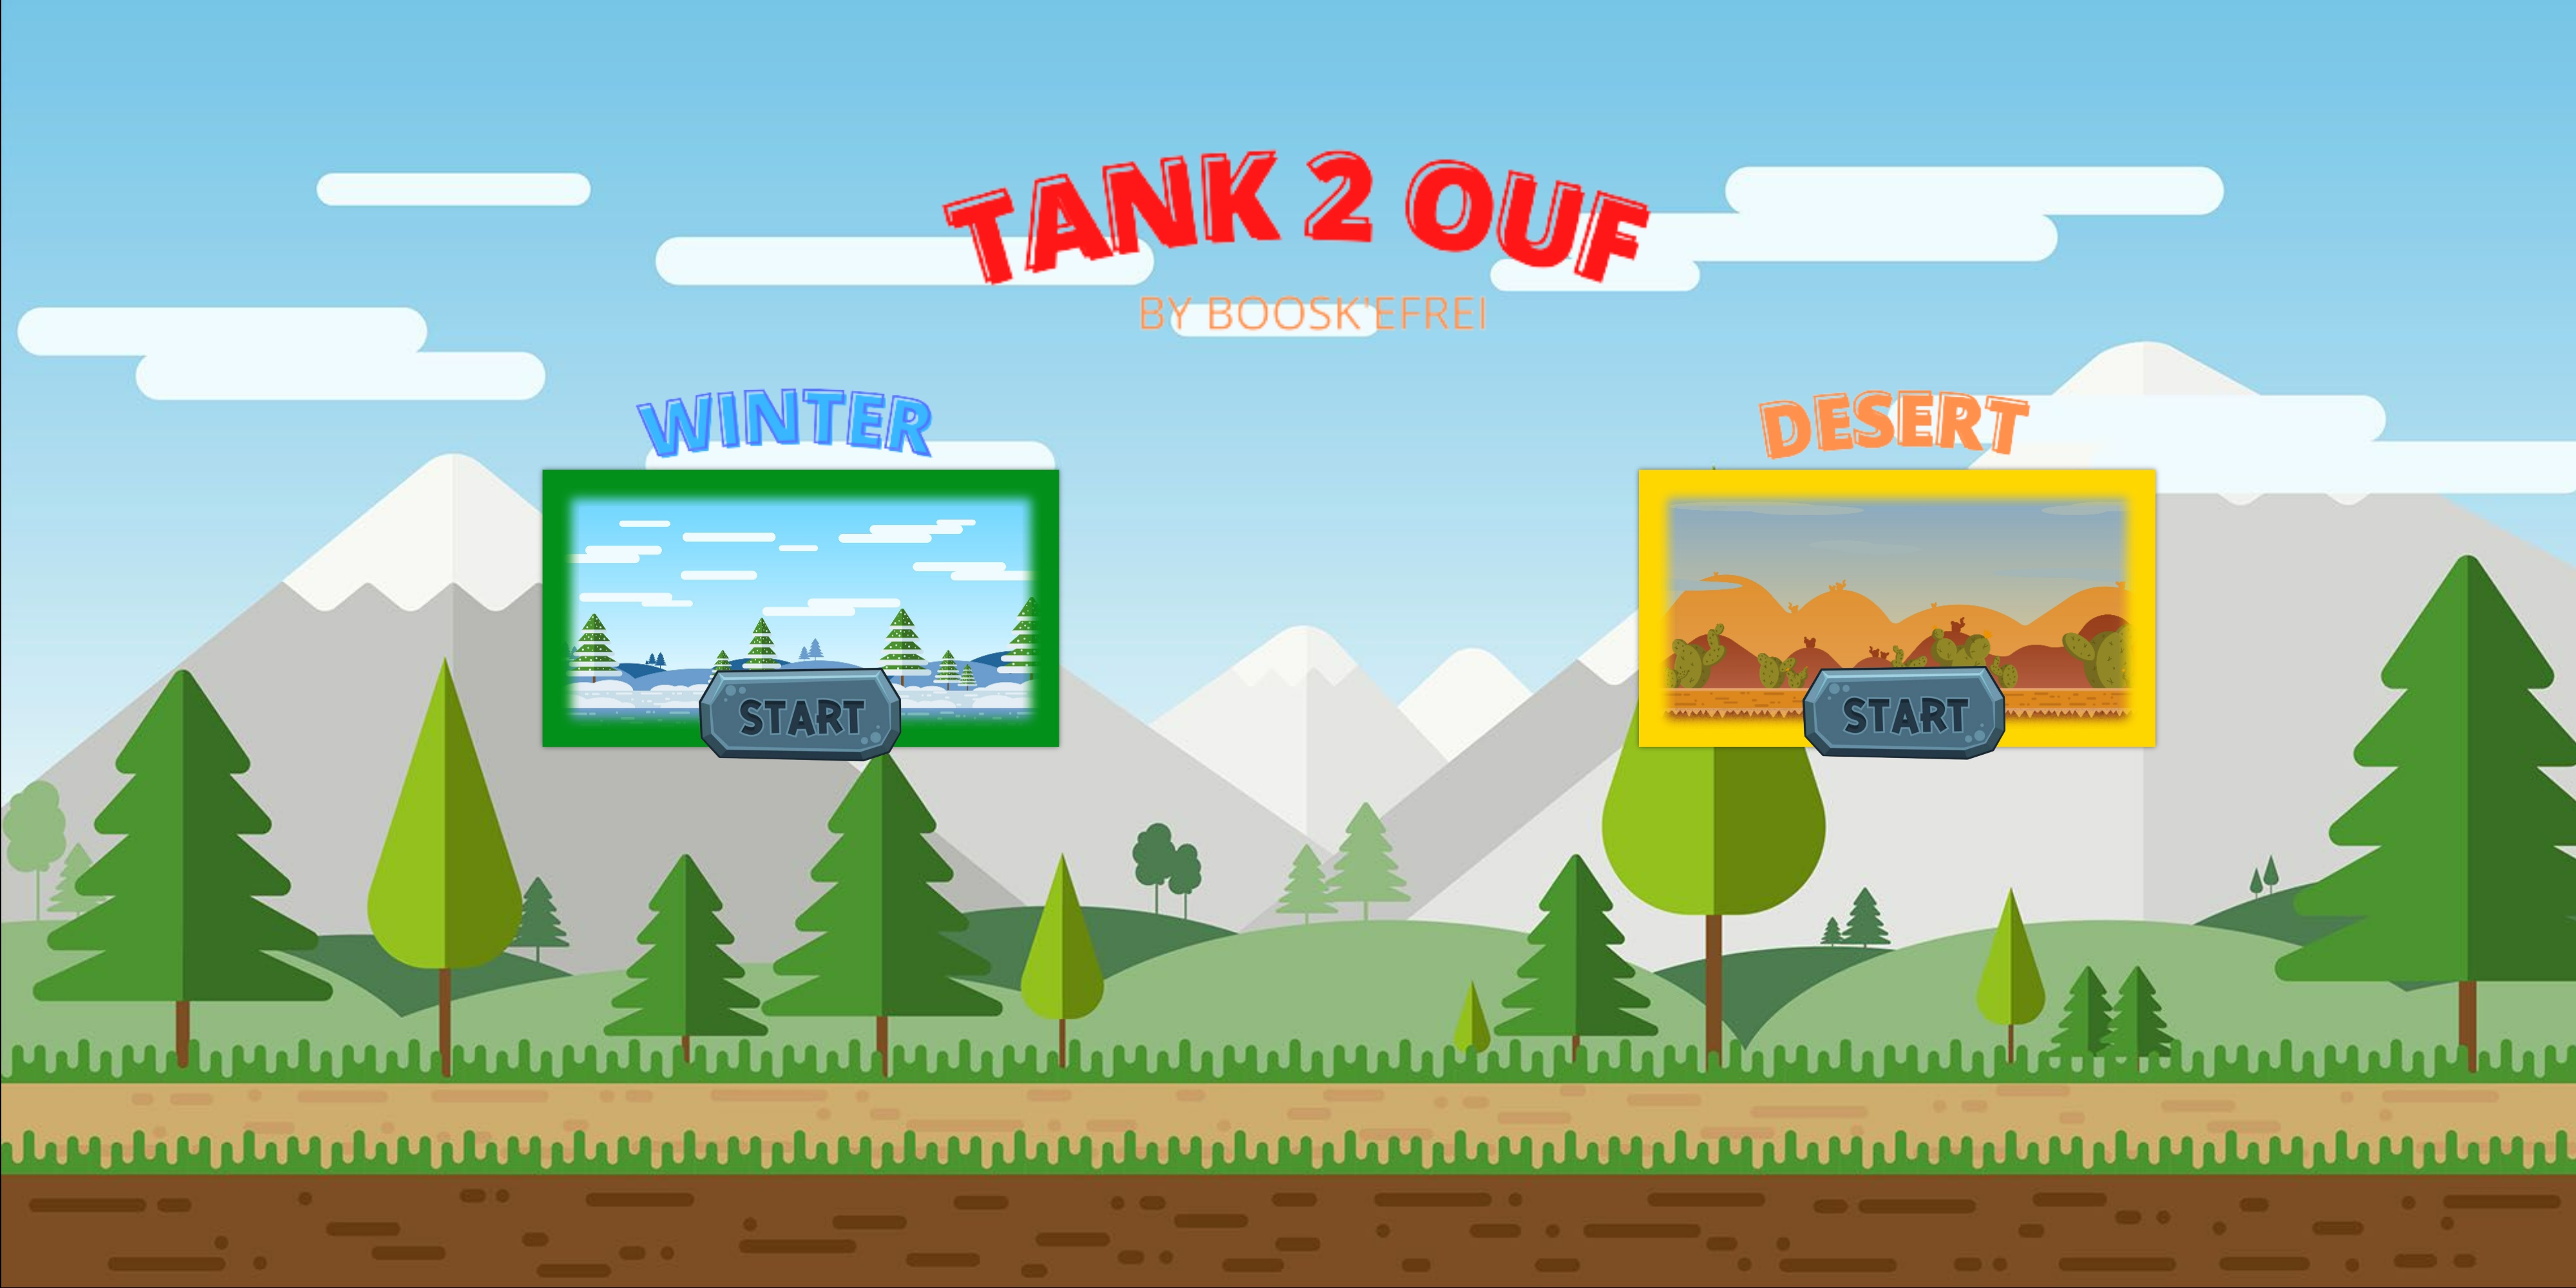 TANK 2 OUF
BY BOOSK'EFREI
WINTER
DESERT
START
START